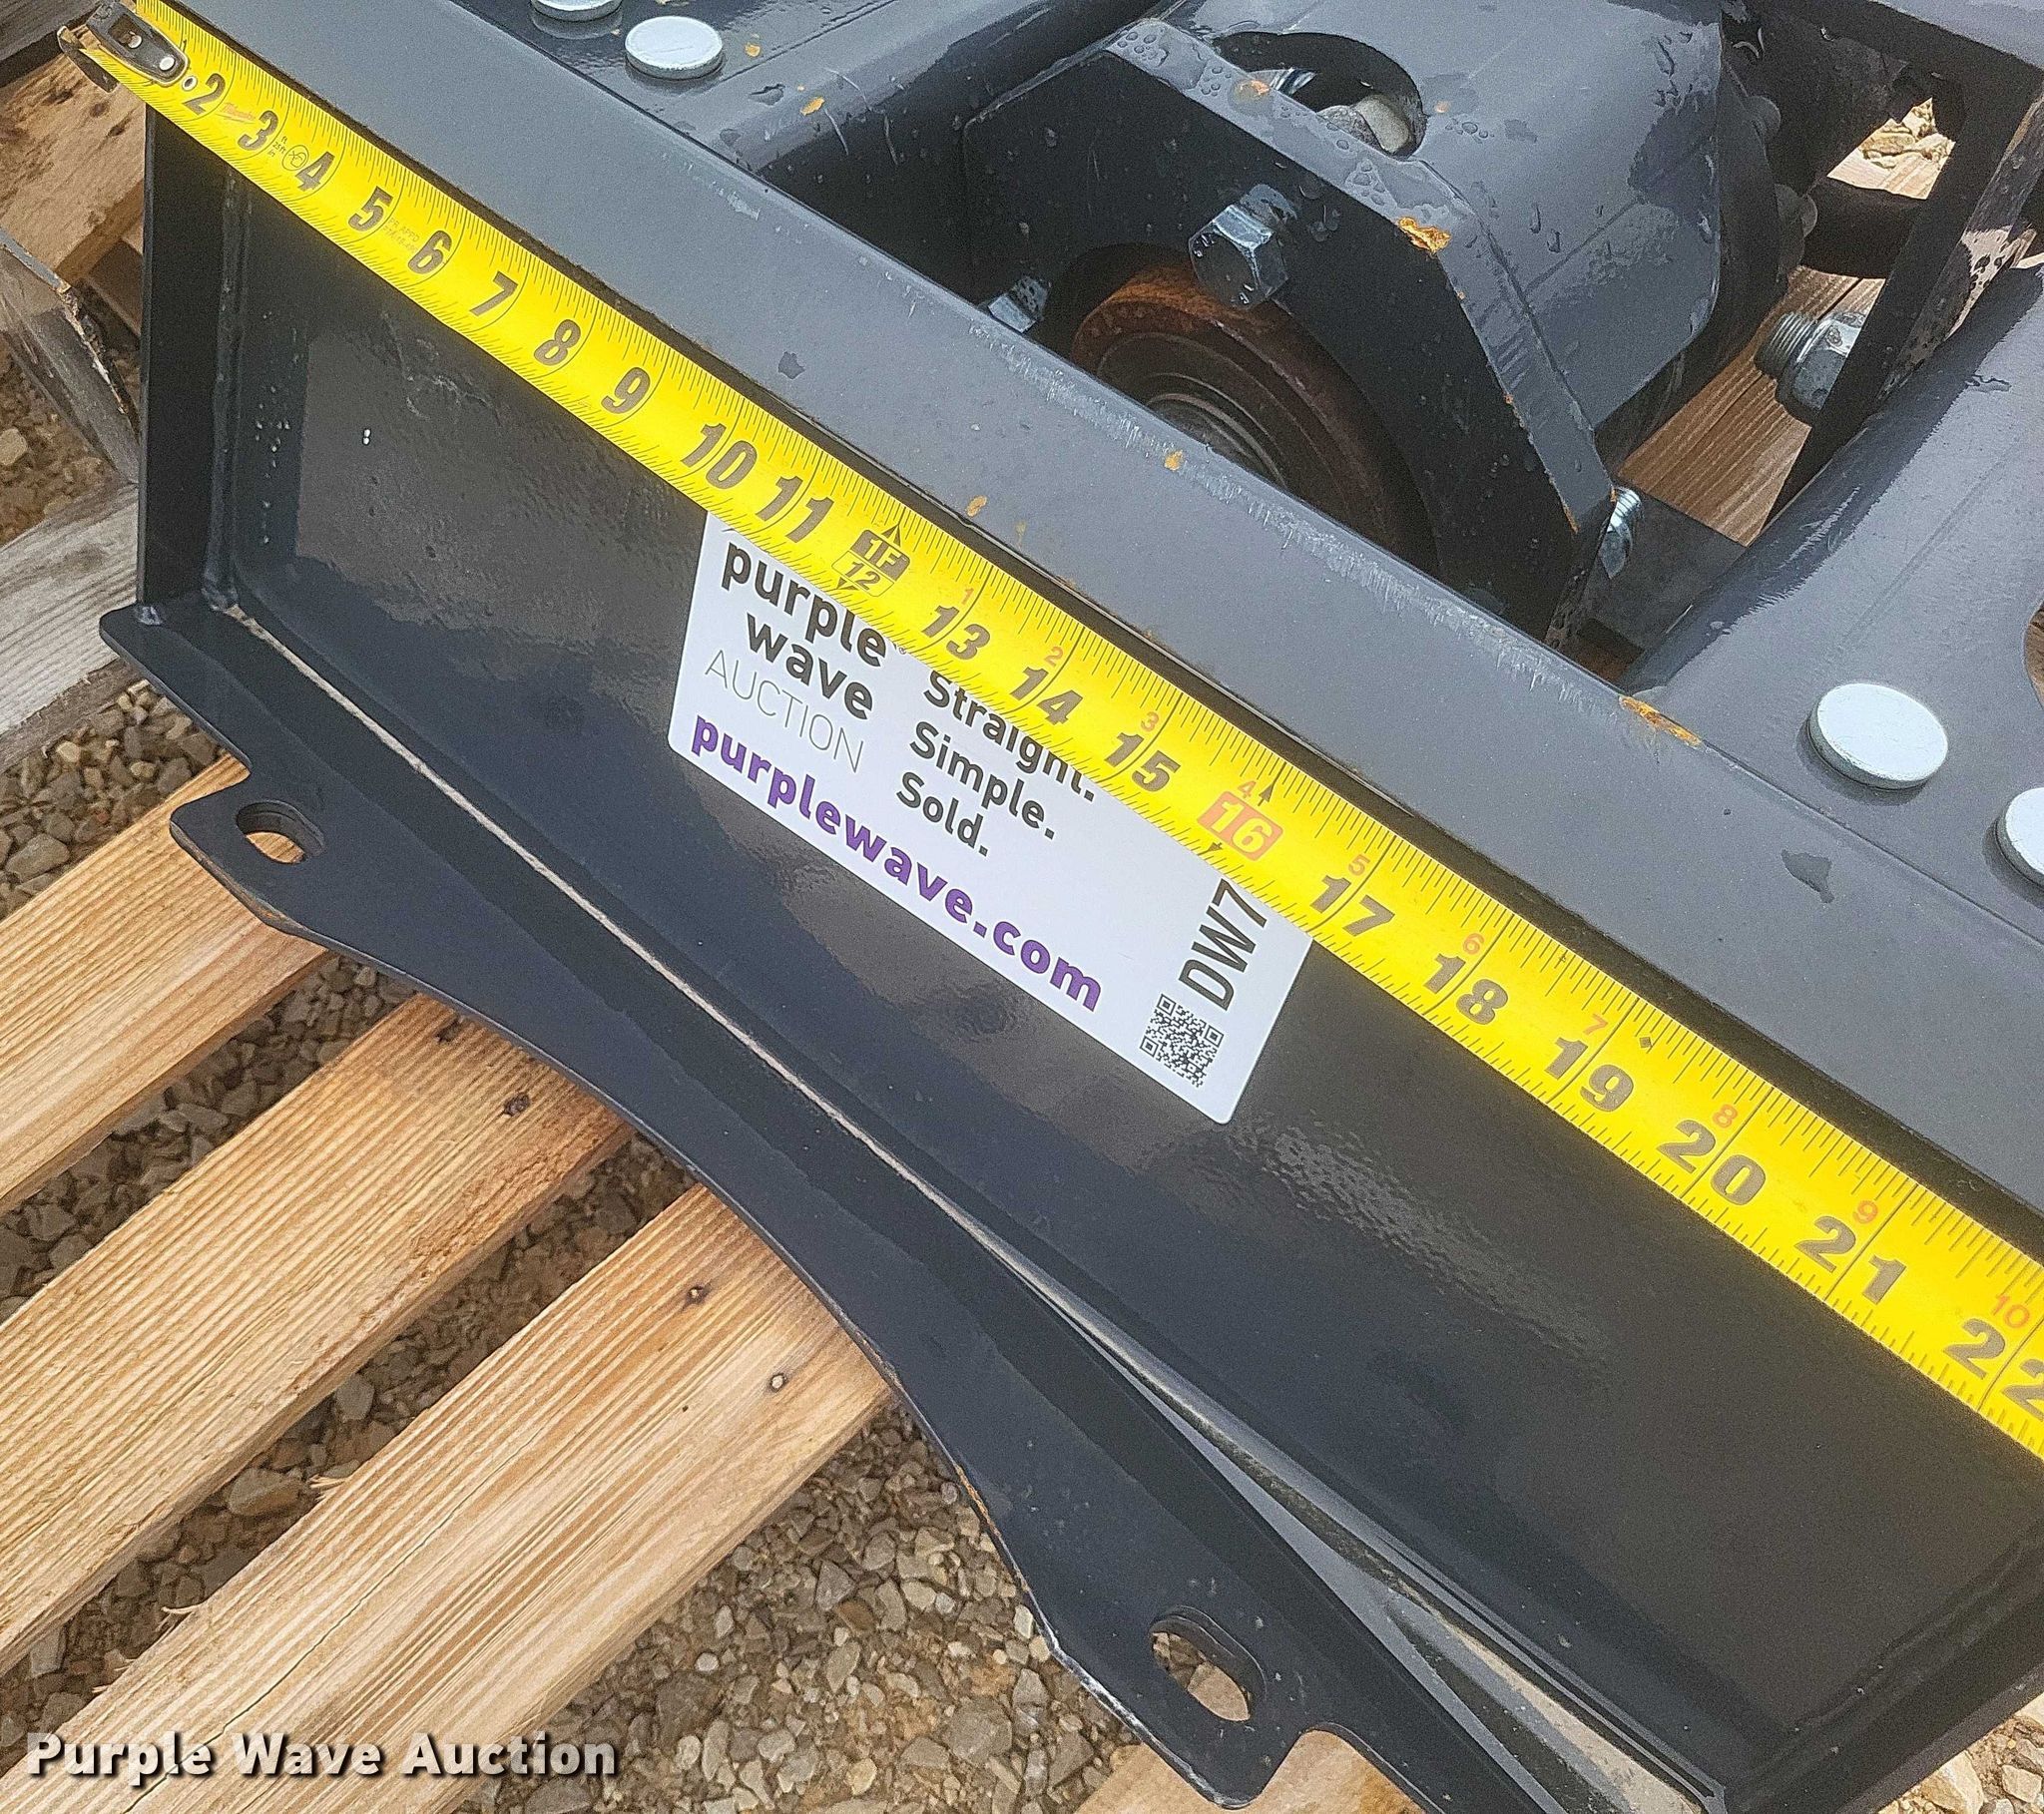 2 3 4 5 6 7 8 9 10 11 1F 12 13 14 15 16 17 18 19 20 21 22
1 2 3 4 5 6 7 8 9 10
purple
wave
AUCTION
purplewave.com
Straight.
Simple.
Sold.
DW7
Purple Wave Auction